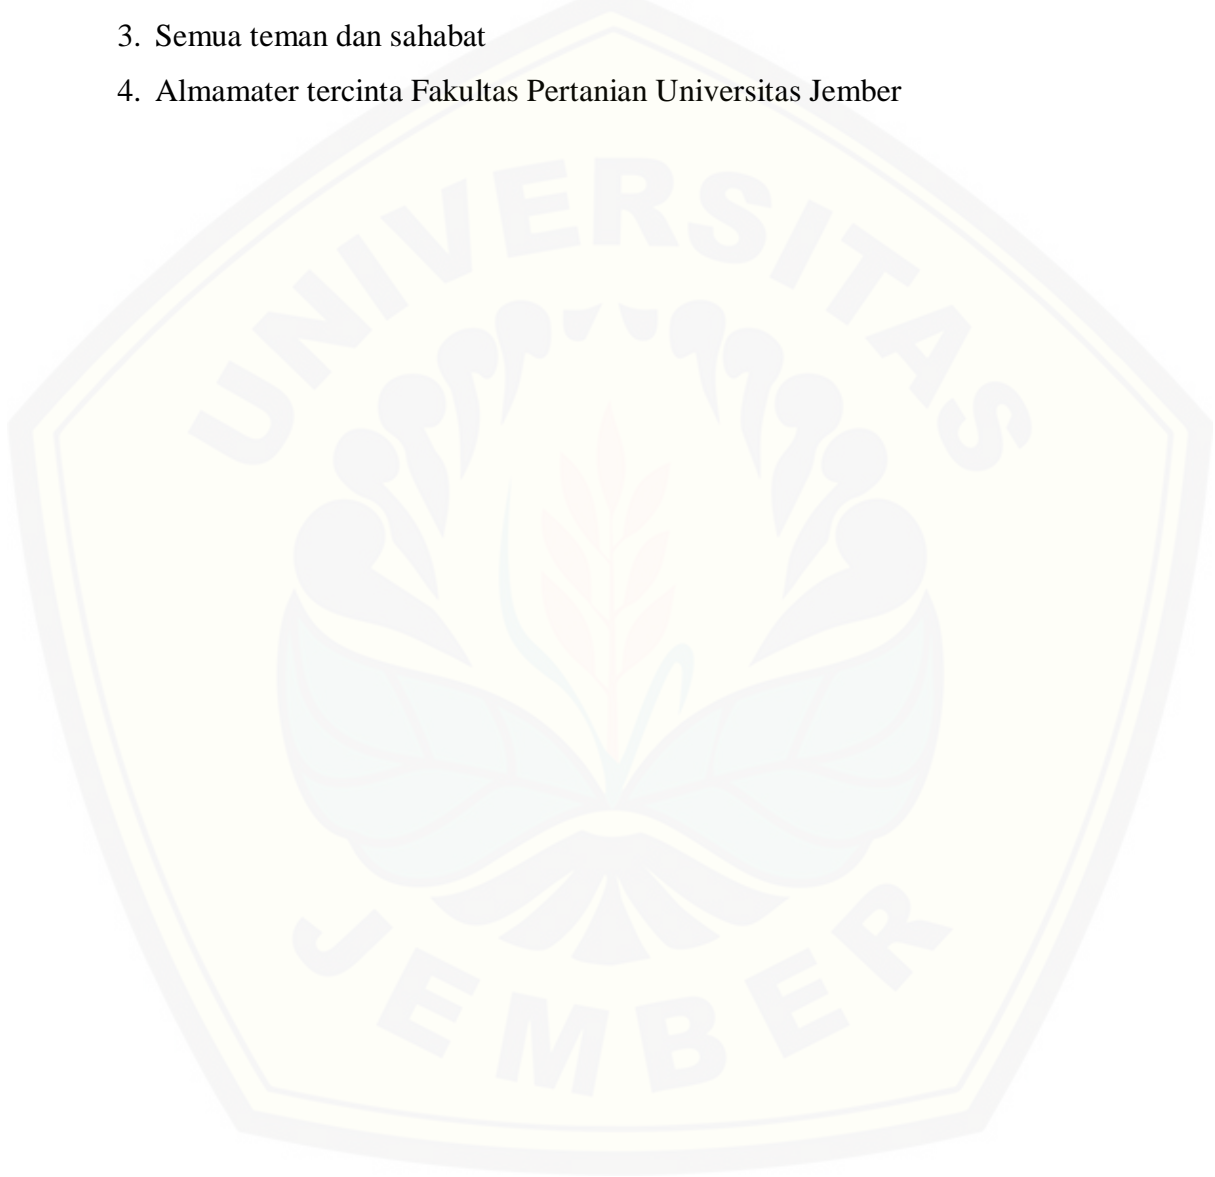 3. Semua teman dan sahabat
4. Almamater tercinta Fakultas Pertanian Universitas Jember
UNIVERSITAS
JEMBER